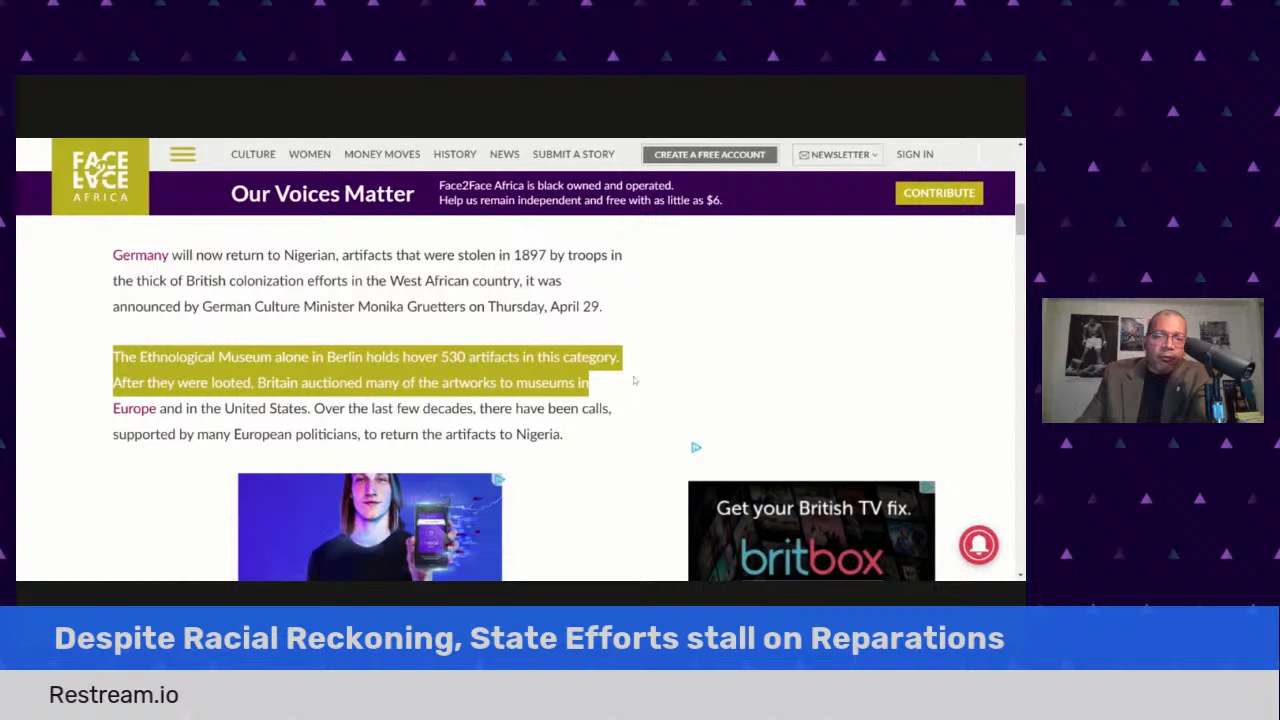 FACE
2
FACE
AFRICA
CULTURE WOMEN MONEY MOVES HISTORY NEWS SUBMIT A STORY CREATE A FREE ACCOUNT NEWSLETTER SIGN IN
Our Voices Matter
Face2Face Africa is black owned and operated.
Help us remain independent and free with as little as $6.
CONTRIBUTE
Germany will now return to Nigerian, artifacts that were stolen in 1897 by troops in
the thick of British colonization efforts in the West African country, it was
announced by German Culture Minister Monika Gruetters on Thursday, April 29.
The Ethnological Museum alone in Berlin holds hover 530 artifacts in this category.
After they were looted, Britain auctioned many of the artworks to museums in
Europe and in the United States. Over the last few decades, there have been calls,
supported by many European politicians, to return the artifacts to Nigeria.
Get your British TV fix.
britbox
Despite Racial Reckoning, State Efforts stall on Reparations
Restream.io